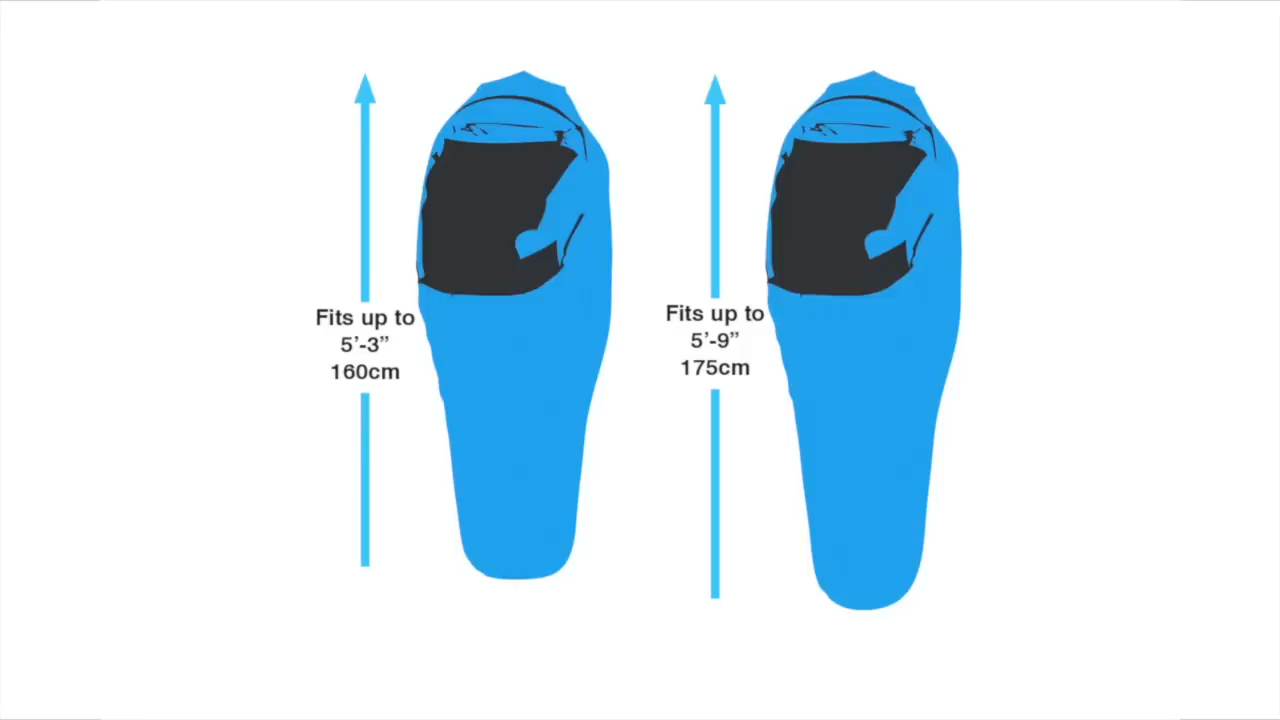 Fits up to
5’-3”
160cm
Fits up to
5’-9”
175cm